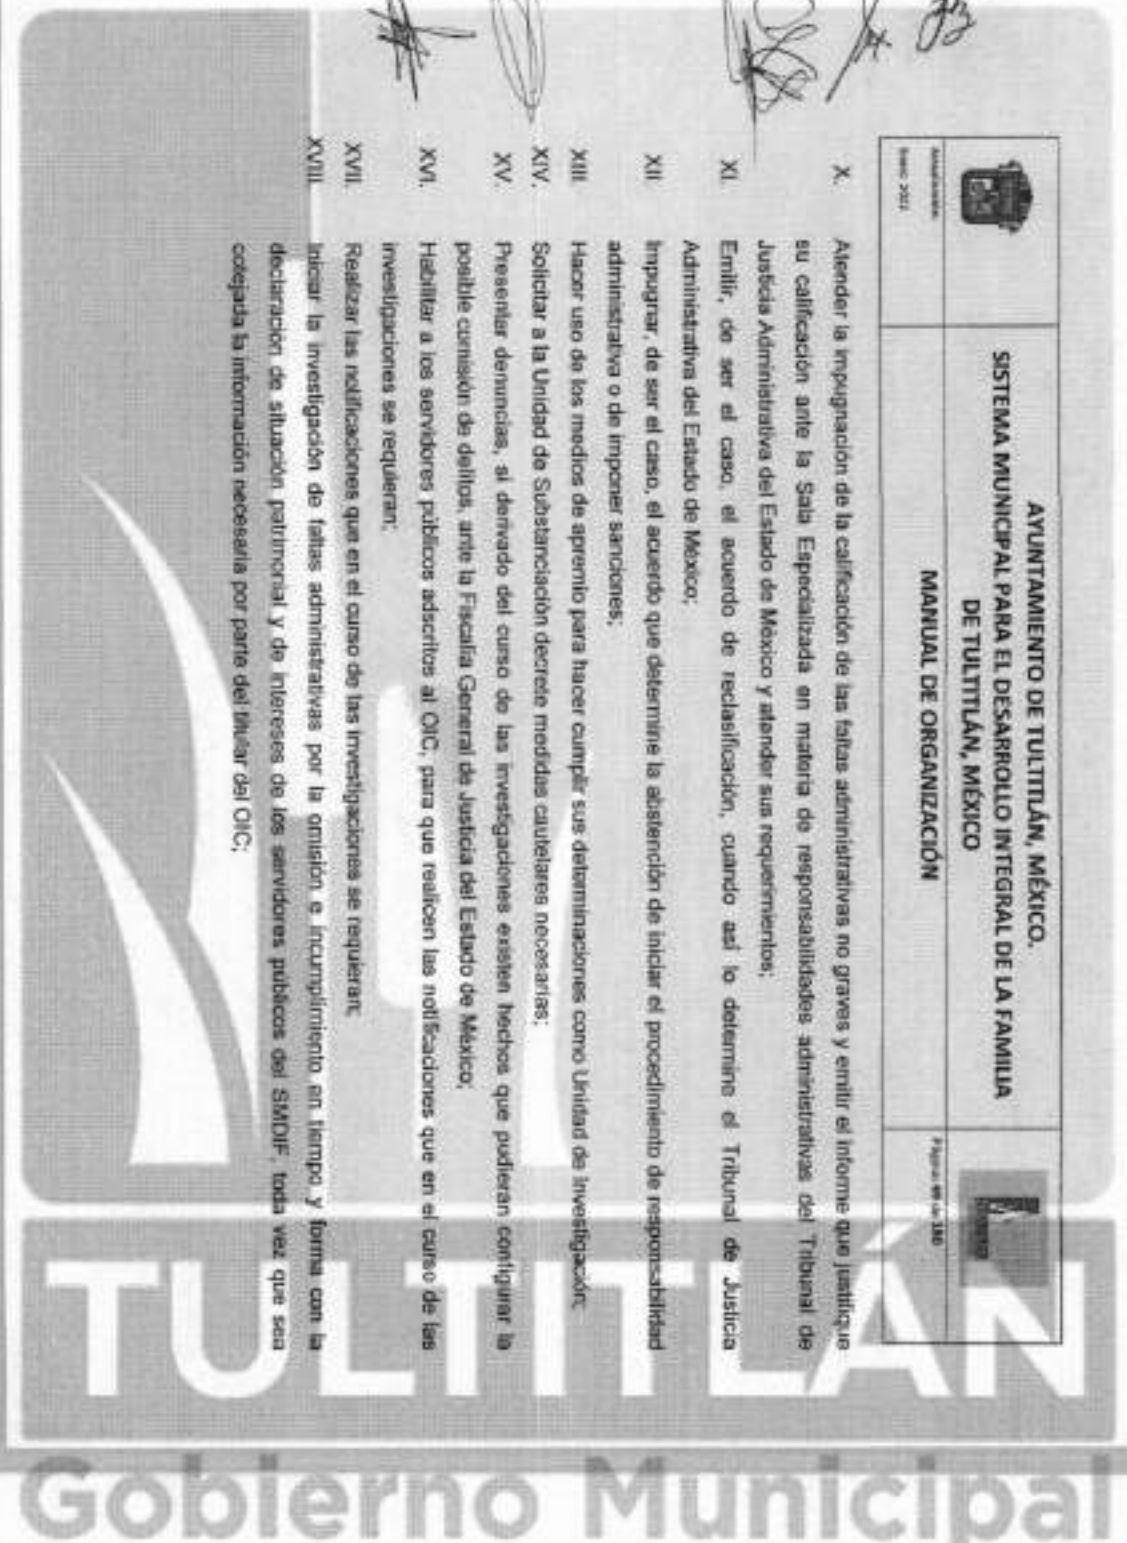 AYUNTAMIENTO DE TULTITLÁN, MÉXICO.
SISTEMA MUNICIPAL PARA EL DESARROLLO INTEGRAL DE LA FAMILIA
DE TULTITLÁN, MÉXICO
MANUAL DE ORGANIZACIÓN
X. Atender la impugnación de la calificación de las faltas administrativas no graves y emitir el informe que justifique
su calificación ante la Sala Especializada en materia de responsabilidades administrativas del Tribunal de
Justicia Administrativa del Estado de México y atender sus requerimientos;
XI. Emitir, de ser el caso, el acuerdo de reclasificación, cuando así lo determine el Tribunal de Justicia
Administrativa del Estado de México;
XII. Impugnar, de ser el caso, el acuerdo que determine la abstención de iniciar el procedimiento de responsabilidad
administrativa o de imponer sanciones;
XIII. Hacer uso de los medios de apremio para hacer cumplir sus determinaciones como Unidad de Investigación;
XIV. Solicitar a la Unidad de Substanciación decrete medidas cautelares necesarias;
XV. Presentar denuncias, si derivado del curso de las investigaciones existen hechos que pudieran configurar la
posible comisión de delitos, ante la Fiscalía General de Justicia del Estado de México;
XVI. Habilitar a los servidores públicos adscritos al OIC, para que realicen las notificaciones que en el curso de las
investigaciones se requieran;
XVII. Realizar las notificaciones que en el curso de las investigaciones se requieran;
XVIII. Iniciar la investigación de faltas administrativas por la omisión e incumplimiento en tiempo y forma con la
declaración de situación patrimonial y de intereses de los servidores públicos del SMDIF, toda vez que sea
cotejada la información necesaria por parte del titular del OIC;
TULTITLÁN
Gobierno Municipal